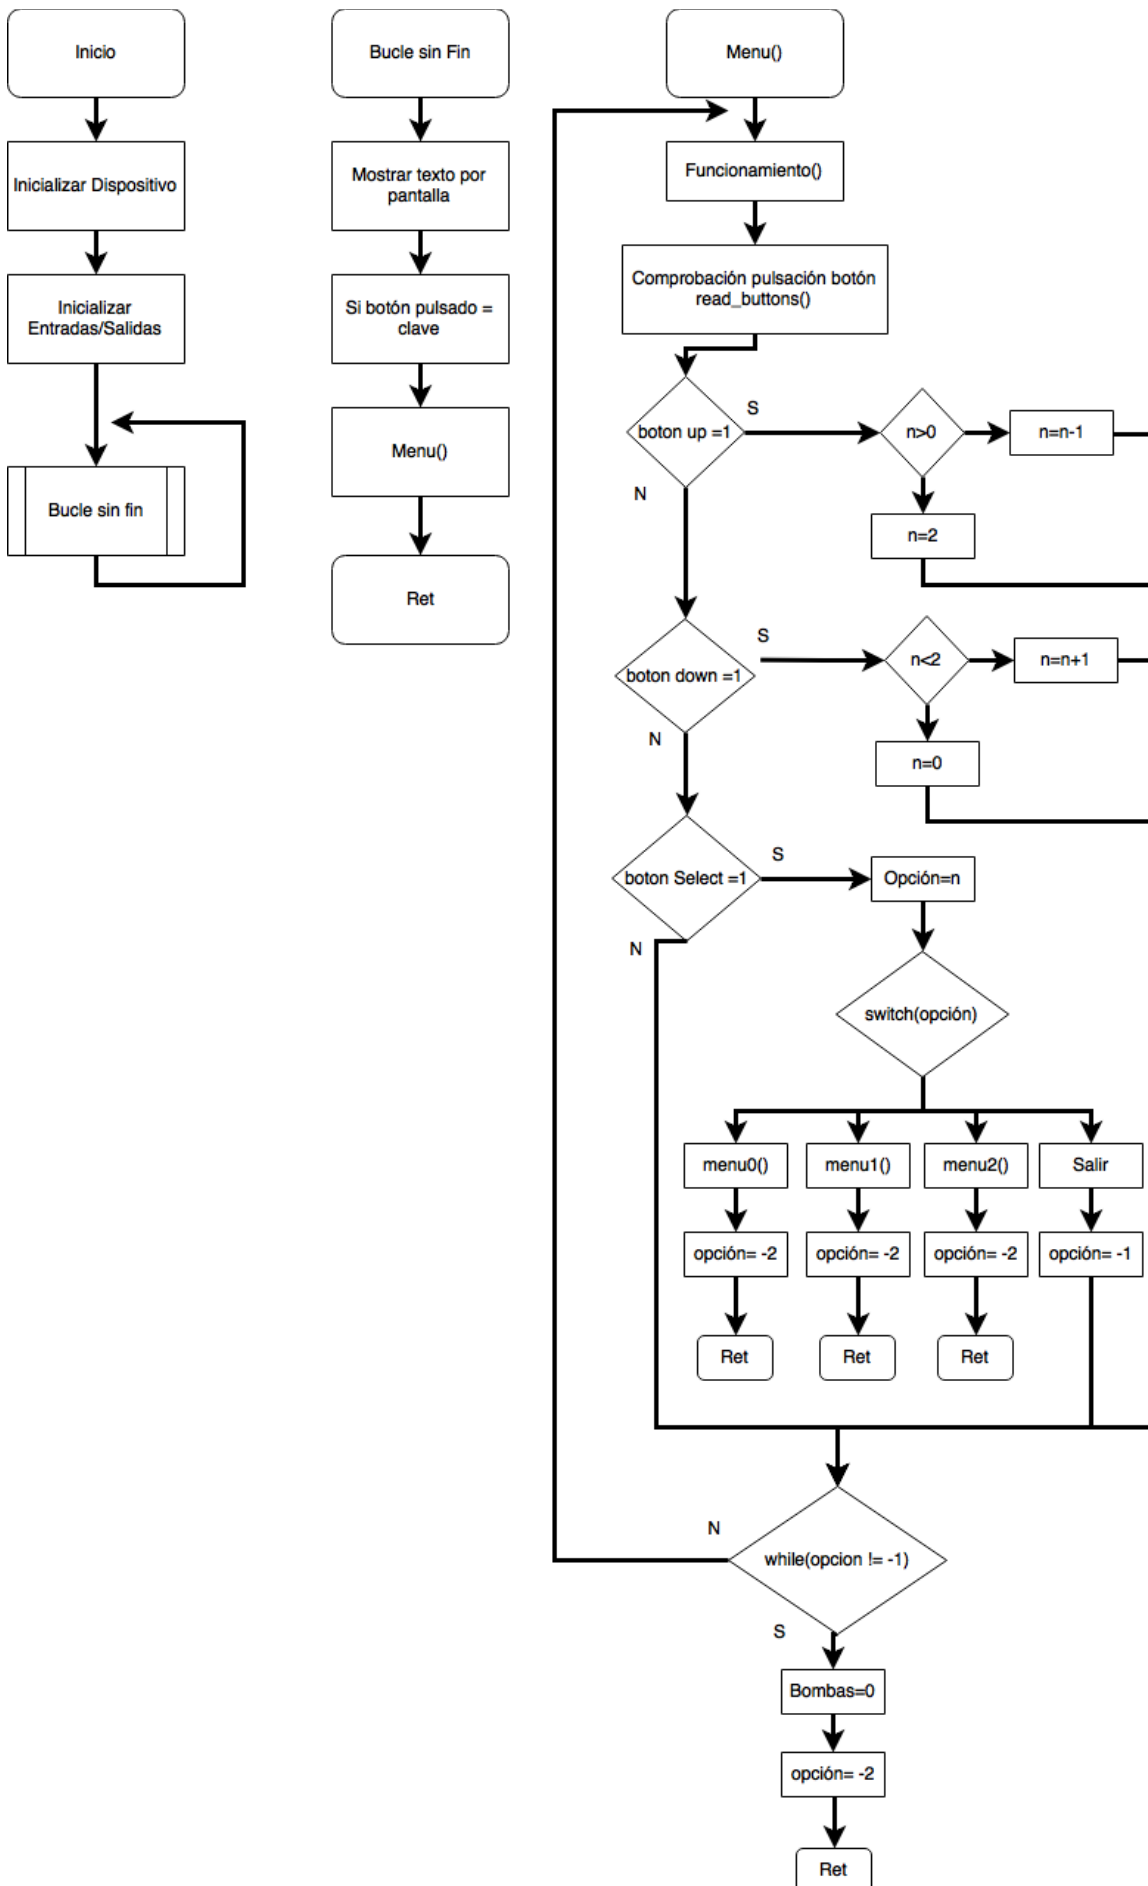 Inicio
Inicializar Dispositivo
Inicializar
Entradas/Salidas
Bucle sin fin
Bucle sin Fin
Mostrar texto por
pantalla
Si botón pulsado =
clave
Menu()
Ret
Menu()
Funcionamiento()
Comprobación pulsación botón
read_buttons()
boton up =1
S
n>0
n=n-1
N
n=2
boton down =1
S
n<2
n=n+1
N
n=0
boton Select =1
S
Opción=n
N
switch(opción)
menu0()
menu1()
menu2()
Salir
opción= -2
opción= -2
opción= -2
opción= -1
Ret
Ret
Ret
N
while(opcion != -1)
S
Bombas=0
opción= -2
Ret